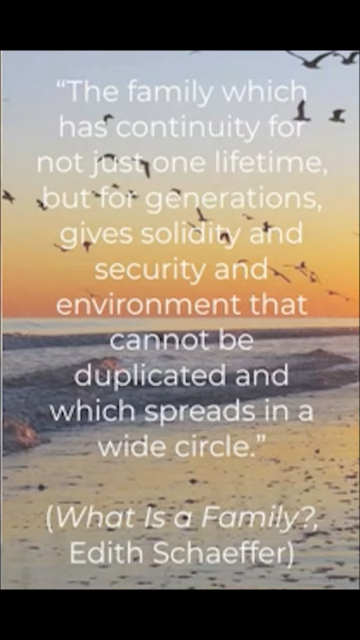 “The family which
has continuity for
not just one lifetime,
but for generations,
gives solidity and
security and
environment that
cannot be
duplicated and
which spreads in a
wide circle.”
(What Is a Family?,
Edith Schaeffer)